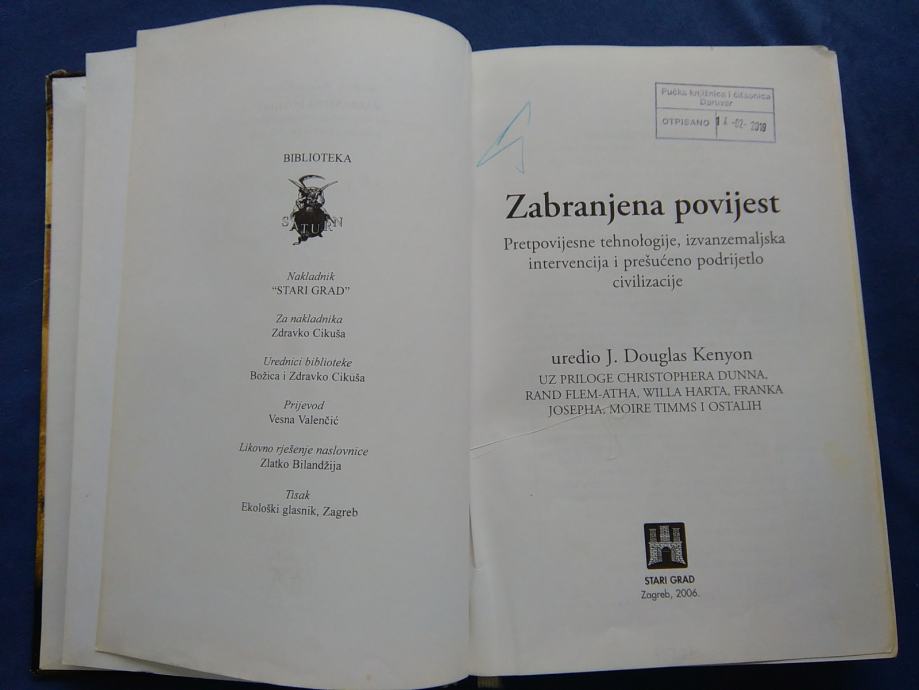 BIBLIOTEKA
SATURN
Nakladnik
"STARI GRAD"
Za nakladnika
Zdravko Cikuša
Urednici biblioteke
Božica i Zdravko Cikuša
Prijevod
Vesna Valenčić
Likovno rješenje naslovnice
Zlatko Bilandžija
Tisak
Ekološki glasnik, Zagreb
Pučka knjižnica i čitaonica
Daruvar
OTPISANO 14 -02- 2019
Zabranjena povijest
Pretpovijesne tehnologije, izvanzemaljska
intervencija i prešućeno podrijetlo
civilizacije
uredio J. Douglas Kenyon
UZ PRILOGE CHRISTOPHERA DUNNA,
RAND FLEM-ATHA, WILLA HARTA, FRANKA
JOSEPHA, MOIRE TIMMS I OSTALIH
STARI GRAD
Zagreb, 2006.